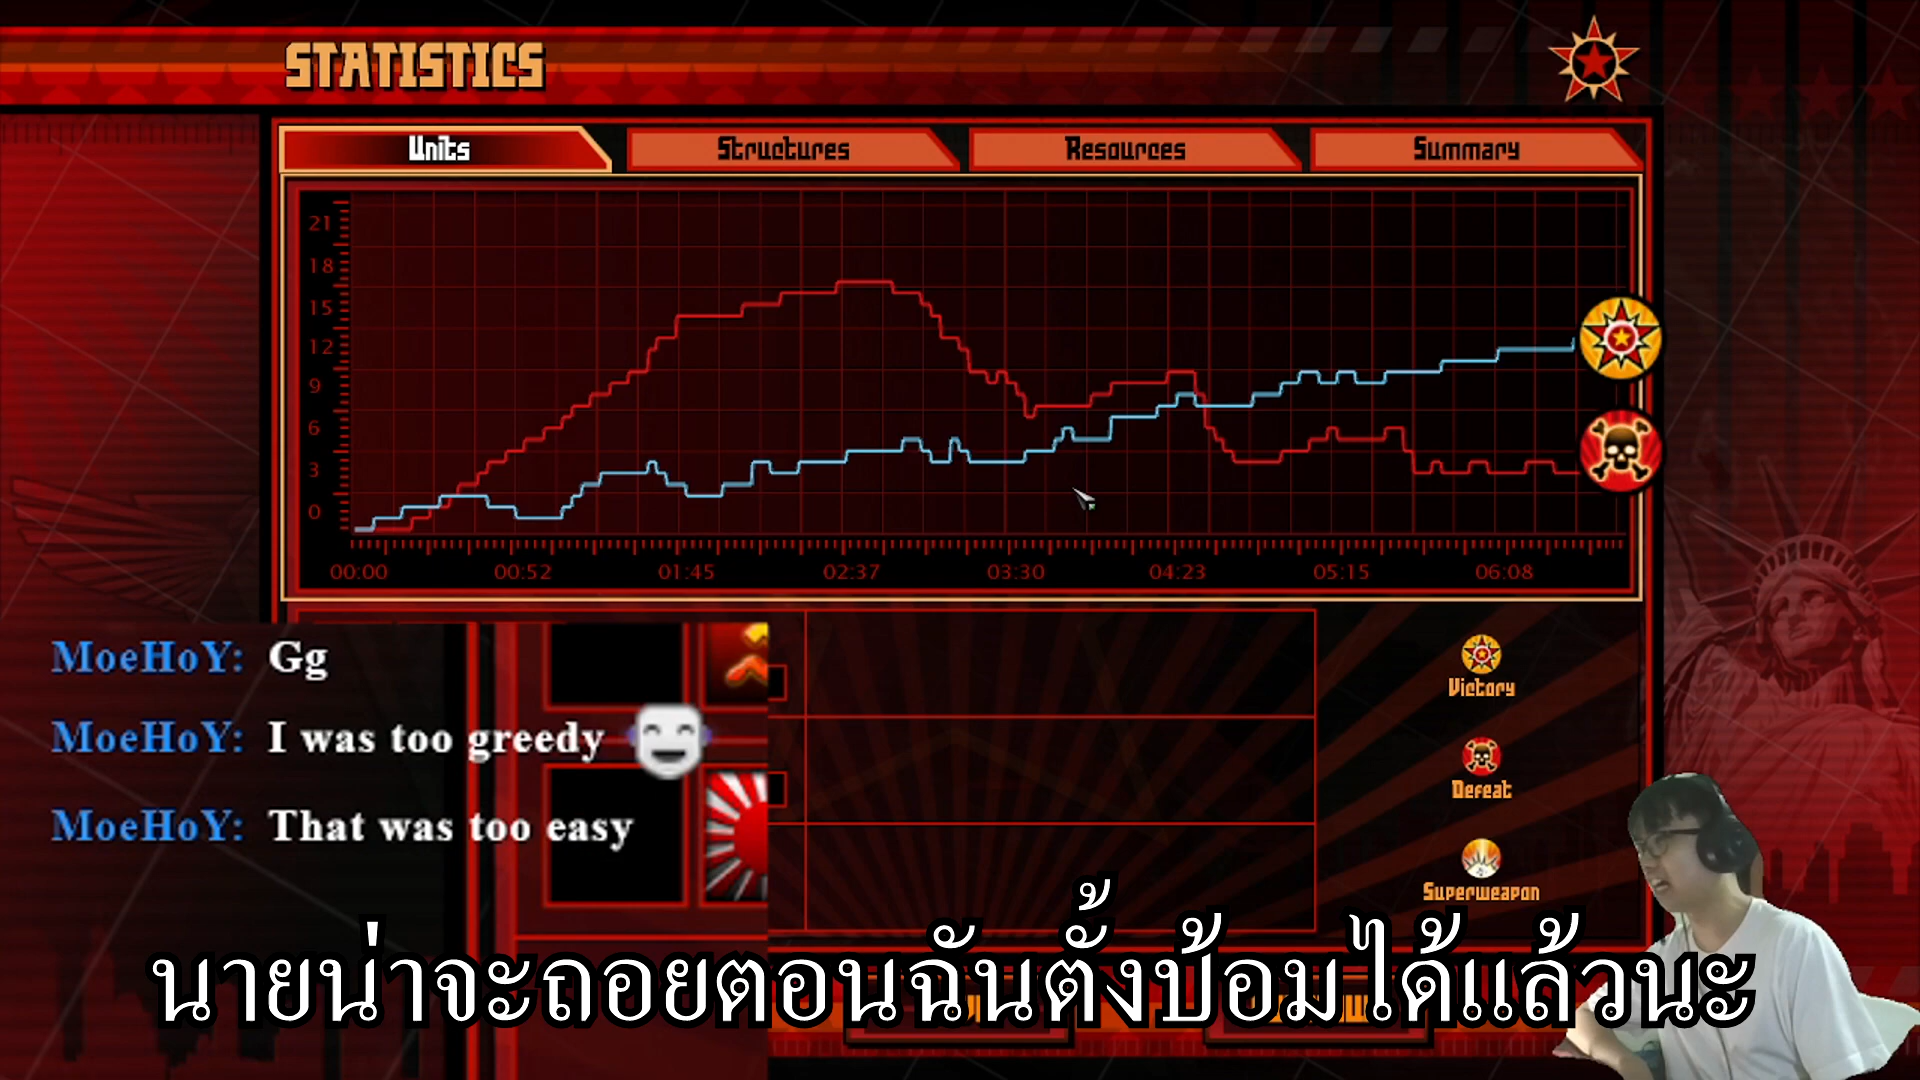 STATISTICS
Units
Structures
Resources
Summary
21
18
15
12
9
6
3
0
00:00
00:52
01:45
02:37
03:30
04:23
05:15
06:08
MoeHoY: Gg
MoeHoY: I was too greedy
MoeHoY: That was too easy
Victory
Defeat
Superweapon
นายน่าจะถอยตอนฉันตั้งป้อมได้แล้วนะ